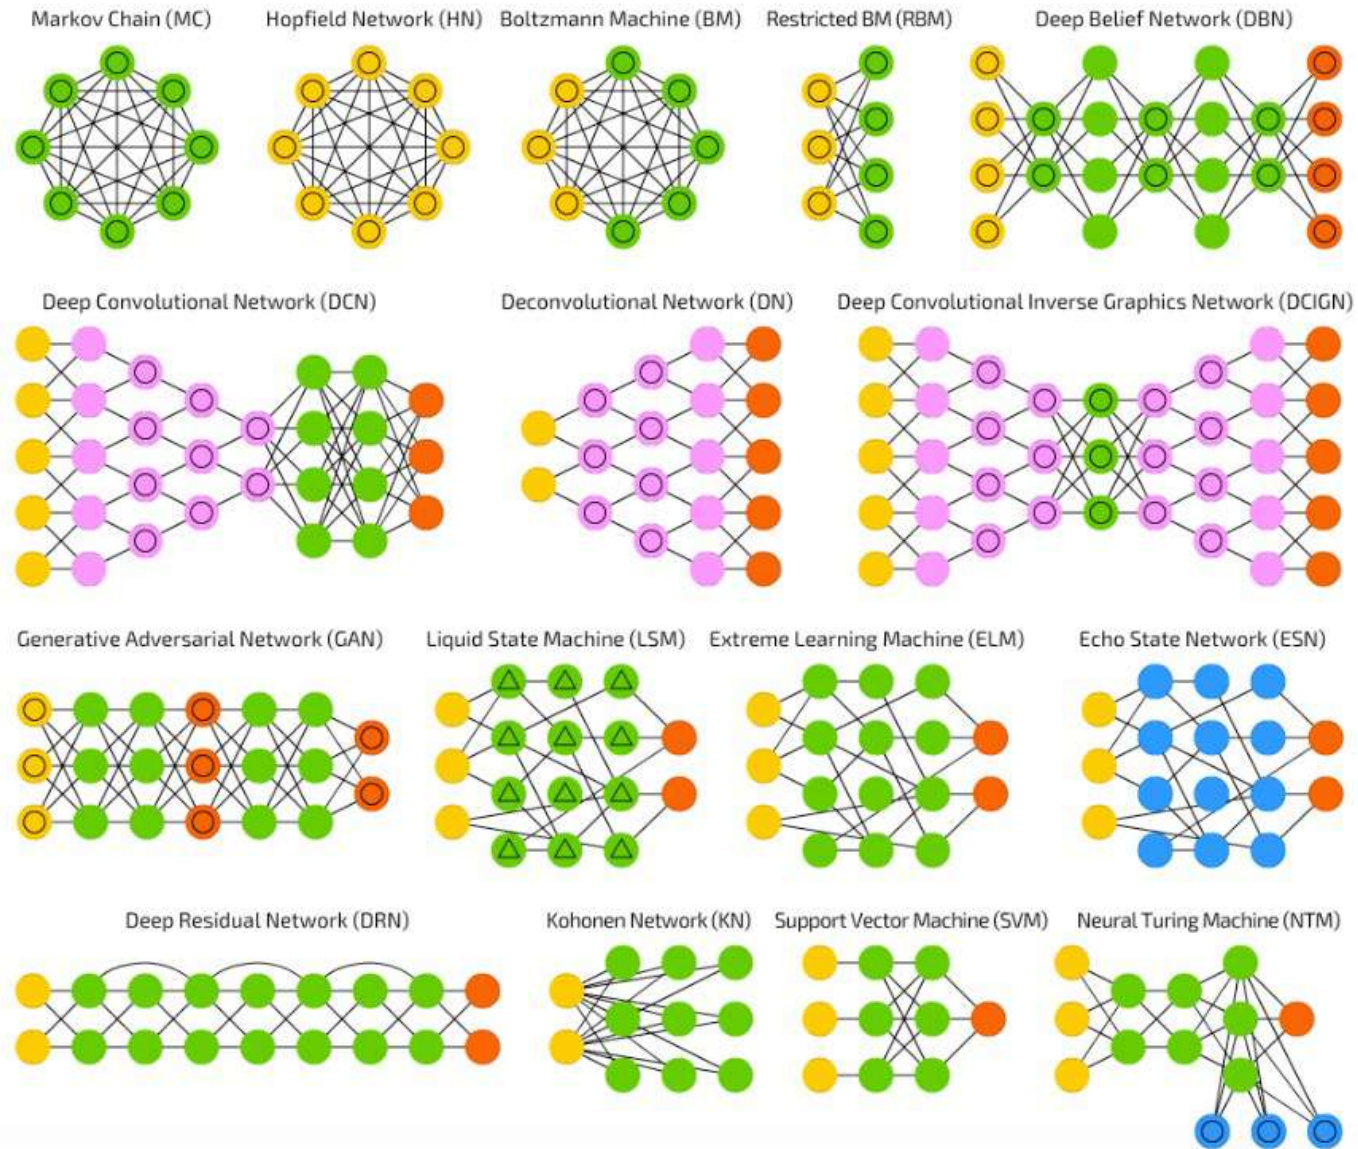 Markov Chain (MC)
Hopfield Network (HN)
Boltzmann Machine (BM)
Restricted BM (RBM)
Deep Belief Network (DBN)
Deep Convolutional Network (DCN)
Deconvolutional Network (DN)
Deep Convolutional Inverse Graphics Network (DCIGN)
Generative Adversarial Network (GAN)
Liquid State Machine (LSM)
Extreme Learning Machine (ELM)
Echo State Network (ESN)
Deep Residual Network (DRN)
Kohonen Network (KN)
Support Vector Machine (SVM)
Neural Turing Machine (NTM)